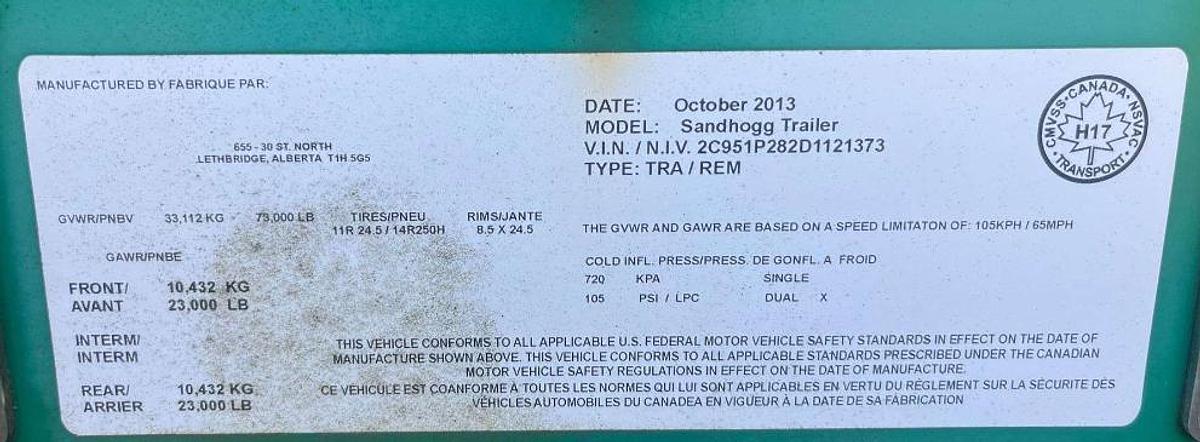 MANUFACTURED BY FABRIQUE PAR:
655 - 30 ST. NORTH
LETHBRIDGE, ALBERTA T1H 5G5
DATE: October 2013
MODEL: Sandhogg Trailer
V.I.N. / N.I.V. 2C951P282D1121373
TYPE: TRA / REM
CMVSS · CANADA · NSVAC
H17
· TRANSPORT ·
GVWR/PNBV 33,112 KG - 73,000 LB TIRES/PNEU RIMS/JANTE
11R 24.5 / 14R250H 8.5 X 24.5
THE GVWR AND GAWR ARE BASED ON A SPEED LIMITATON OF: 105KPH / 65MPH
GAWR/PNBE
FRONT/ 10,432 KG
AVANT 23,000 LB
COLD INFL. PRESS/PRESS. DE GONFL. A FROID
720 KPA SINGLE
105 PSI / LPC DUAL X
INTERM/
INTERM
REAR/ 10,432 KG
ARRIER 23,000 LB
THIS VEHICLE CONFORMS TO ALL APPLICABLE U.S. FEDERAL MOTOR VEHICLE SAFETY STANDARDS IN EFFECT ON THE DATE OF
MANUFACTURE SHOWN ABOVE. THIS VEHICLE CONFORMS TO ALL APPLICABLE STANDARDS PRESCRIBED UNDER THE CANADIAN
MOTOR VEHICLE SAFETY REGULATIONS IN EFFECT ON THE DATE OF MANUFACTURE.
CE VÉHICULE EST COANFORME A TOUTES LES NORMES QUI LUI SONT APPLICABLES EN VERTU DU RÉGLEMENT SUR LA SÉCURITÉ DES
VÉHICLES AUTOMOBILES DU CANADEA EN VIGUEUR À LA DATE DE SA FABRICATION